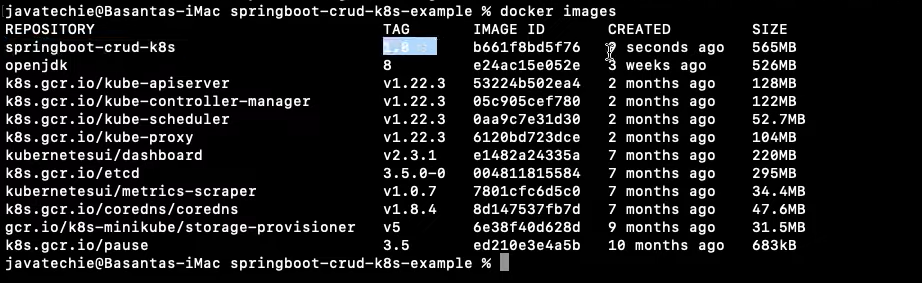 javatechie@Basantas-iMac springboot-crud-k8s-example % docker images
REPOSITORY TAG IMAGE ID CREATED SIZE
springboot-crud-k8s 1.0 b661f8bd5f76 seconds ago 565MB
openjdk 8 e24ac15e052e 3 weeks ago 526MB
k8s.gcr.io/kube-apiserver v1.22.3 53224b502ea4 2 months ago 128MB
k8s.gcr.io/kube-controller-manager v1.22.3 05c905cef780 2 months ago 122MB
k8s.gcr.io/kube-scheduler v1.22.3 0aa9c7e31d30 2 months ago 52.7MB
k8s.gcr.io/kube-proxy v1.22.3 6120bd723dce 2 months ago 104MB
kubernetesui/dashboard v2.3.1 e1482a24335a 7 months ago 220MB
k8s.gcr.io/etcd 3.5.0-0 004811815584 7 months ago 295MB
kubernetesui/metrics-scraper v1.0.7 7801cfc6d5c0 7 months ago 34.4MB
k8s.gcr.io/coredns/coredns v1.8.4 8d147537fb7d 7 months ago 47.6MB
gcr.io/k8s-minikube/storage-provisioner v5 6e38f40d628d 9 months ago 31.5MB
k8s.gcr.io/pause 3.5 ed210e3e4a5b 10 months ago 683kB
javatechie@Basantas-iMac springboot-crud-k8s-example %